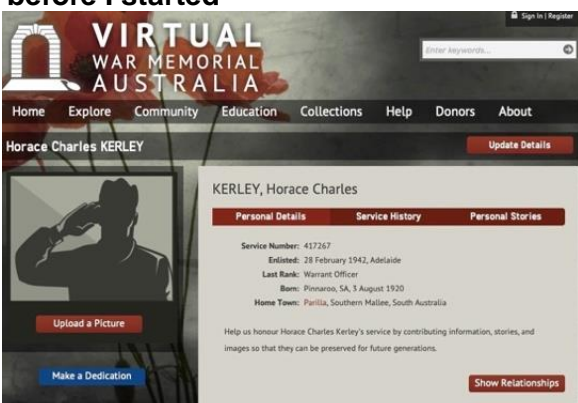 before I started
Sign In | Register
VIRTUAL
WAR MEMORIAL
AUSTRALIA
Enter keywords...
Home Explore Community Education Collections Help Donors About
Horace Charles KERLEY
Update Details
KERLEY, Horace Charles
Personal Details Service History Personal Stories
Service Number: 417267
Enlisted: 28 February 1942, Adelaide
Last Rank: Warrant Officer
Born: Pinnaroo, SA, 3 August 1920
Home Town: Parilla, Southern Mallee, South Australia
Upload a Picture
Help us honour Horace Charles Kerley's service by contributing information, stories, and
images so that they can be preserved for future generations.
Make a Dedication
Show Relationships